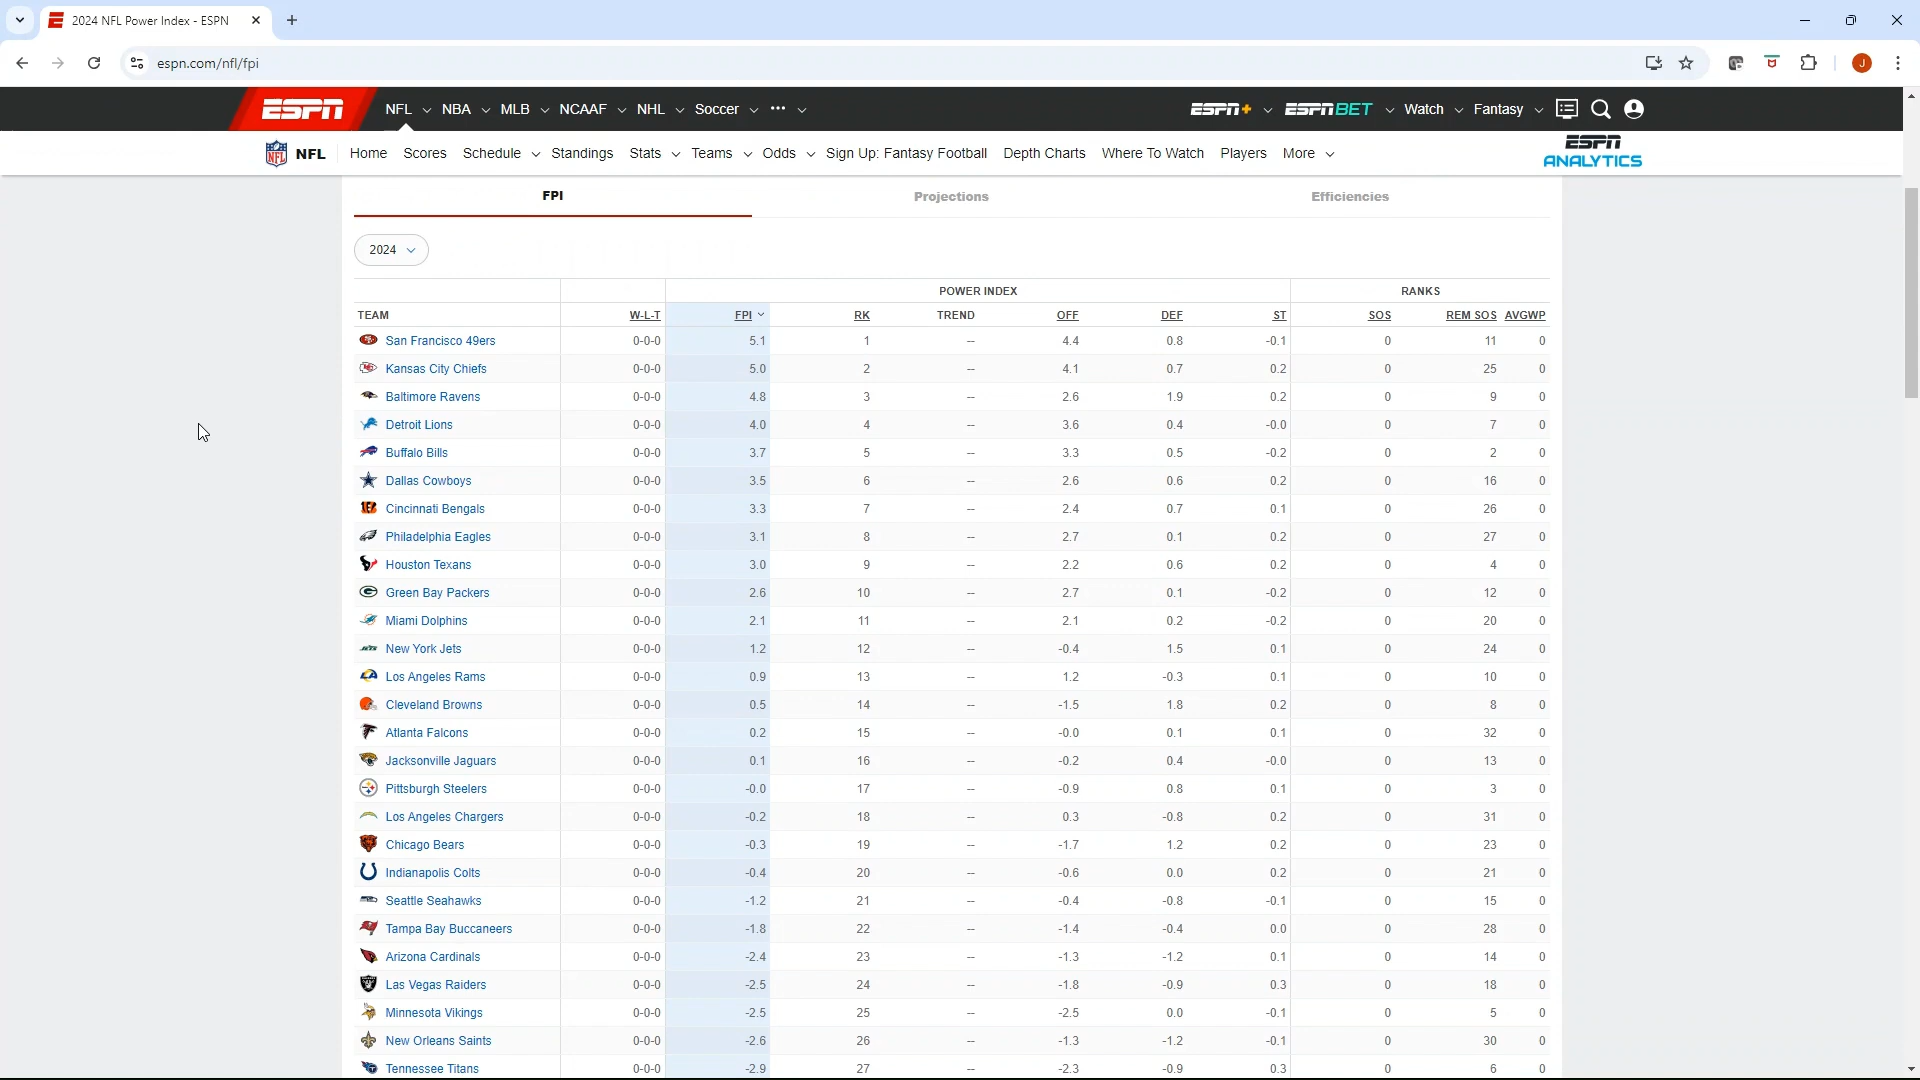 2024 NFL Power Index - ESPN
espn.com/nfl/fpi
J
ESPN NFL NBA MLB NCAAF NHL Soccer ••• ESPN+ ESPN BET Watch Fantasy
NFL Home Scores Schedule Standings Stats Teams Odds Sign Up: Fantasy Football Depth Charts Where To Watch Players More ESPN ANALYTICS
FPI Projections Efficiencies
2024
POWER INDEX RANKS
TEAM W-L-T FPI RK TREND OFF DEF ST SOS REM SOS AVGWP
San Francisco 49ers 0-0-0 5.1 1 -- 4.4 0.8 -0.1 0 11 0
Kansas City Chiefs 0-0-0 5.0 2 -- 4.1 0.7 0.2 0 25 0
Baltimore Ravens 0-0-0 4.8 3 -- 2.6 1.9 0.2 0 9 0
Detroit Lions 0-0-0 4.0 4 -- 3.6 0.4 -0.0 0 7 0
Buffalo Bills 0-0-0 3.7 5 -- 3.3 0.5 -0.2 0 2 0
Dallas Cowboys 0-0-0 3.5 6 -- 2.6 0.6 0.2 0 16 0
Cincinnati Bengals 0-0-0 3.3 7 -- 2.4 0.7 0.1 0 26 0
Philadelphia Eagles 0-0-0 3.1 8 -- 2.7 0.1 0.2 0 27 0
Houston Texans 0-0-0 3.0 9 -- 2.2 0.6 0.2 0 4 0
Green Bay Packers 0-0-0 2.6 10 -- 2.7 0.1 -0.2 0 12 0
Miami Dolphins 0-0-0 2.1 11 -- 2.1 0.2 -0.2 0 20 0
New York Jets 0-0-0 1.2 12 -- -0.4 1.5 0.1 0 24 0
Los Angeles Rams 0-0-0 0.9 13 -- 1.2 -0.3 0.1 0 10 0
Cleveland Browns 0-0-0 0.5 14 -- -1.5 1.8 0.2 0 8 0
Atlanta Falcons 0-0-0 0.2 15 -- -0.0 0.1 0.1 0 32 0
Jacksonville Jaguars 0-0-0 0.1 16 -- -0.2 0.4 -0.0 0 13 0
Pittsburgh Steelers 0-0-0 -0.0 17 -- -0.9 0.8 0.1 0 3 0
Los Angeles Chargers 0-0-0 -0.2 18 -- 0.3 -0.8 0.2 0 31 0
Chicago Bears 0-0-0 -0.3 19 -- -1.7 1.2 0.2 0 23 0
Indianapolis Colts 0-0-0 -0.4 20 -- -0.6 0.0 0.2 0 21 0
Seattle Seahawks 0-0-0 -1.2 21 -- -0.4 -0.8 -0.1 0 15 0
Tampa Bay Buccaneers 0-0-0 -1.8 22 -- -1.4 -0.4 0.0 0 28 0
Arizona Cardinals 0-0-0 -2.4 23 -- -1.3 -1.2 0.1 0 14 0
Las Vegas Raiders 0-0-0 -2.5 24 -- -1.8 -0.9 0.3 0 18 0
Minnesota Vikings 0-0-0 -2.5 25 -- -2.5 0.0 -0.1 0 5 0
New Orleans Saints 0-0-0 -2.6 26 -- -1.3 -1.2 -0.1 0 30 0
Tennessee Titans 0-0-0 -2.9 27 -- -2.3 -0.9 0.3 0 6 0